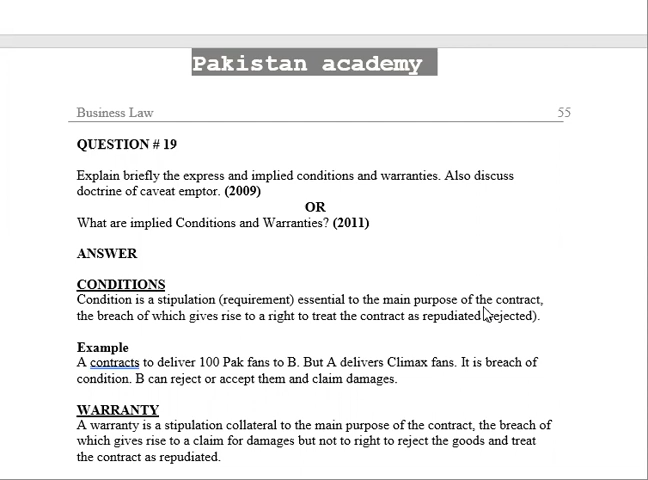 Pakistan academy
Business Law 55
QUESTION # 19
Explain briefly the express and implied conditions and warranties. Also discuss
doctrine of caveat emptor. (2009)
OR
What are implied Conditions and Warranties? (2011)
ANSWER
CONDITIONS
Condition is a stipulation (requirement) essential to the main purpose of the contract,
the breach of which gives rise to a right to treat the contract as repudiated (rejected).
Example
A contracts to deliver 100 Pak fans to B. But A delivers Climax fans. It is breach of
condition. B can reject or accept them and claim damages.
WARRANTY
A warranty is a stipulation collateral to the main purpose of the contract, the breach of
which gives rise to a claim for damages but not to right to reject the goods and treat
the contract as repudiated.